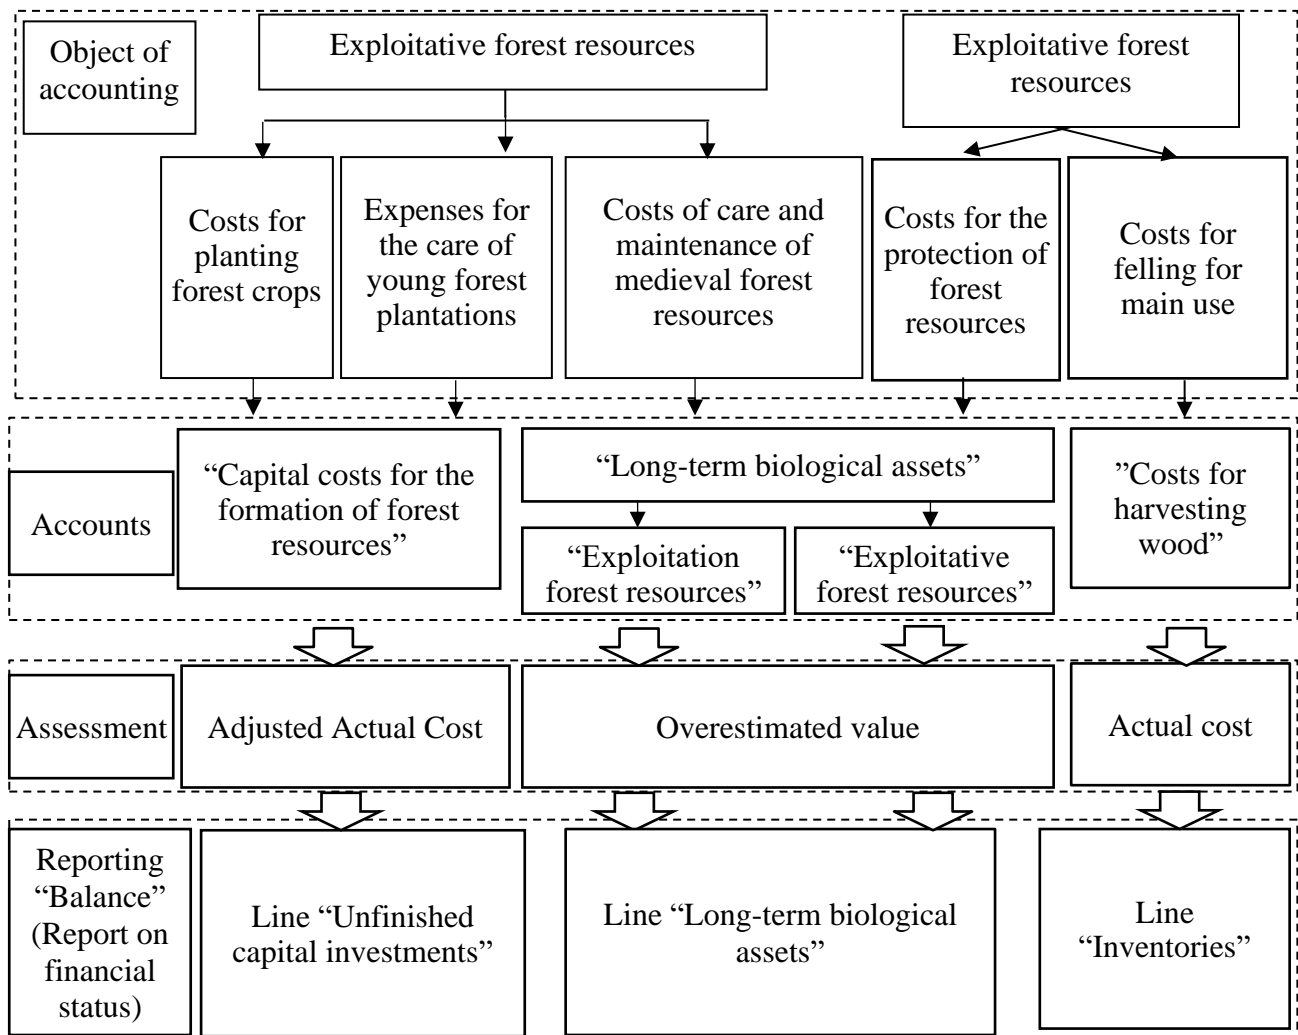 Object of
accounting
Exploitative forest resources
Exploitative forest
resources
Costs for
planting
forest crops
Expenses for
the care of
young forest
plantations
Costs of care and
maintenance of
medieval forest
resources
Costs for the
protection of
forest
resources
Costs for
felling for
main use
Accounts
“Capital costs for the
formation of forest
resources”
“Long-term biological assets”
“Exploitation
forest resources”
“Exploitative
forest resources”
”Costs for
harvesting
wood”
Assessment
Adjusted Actual Cost
Overestimated value
Actual cost
Reporting
“Balance”
(Report on
financial
status)
Line “Unfinished
capital investments”
Line “Long-term biological
assets”
Line
“Inventories”